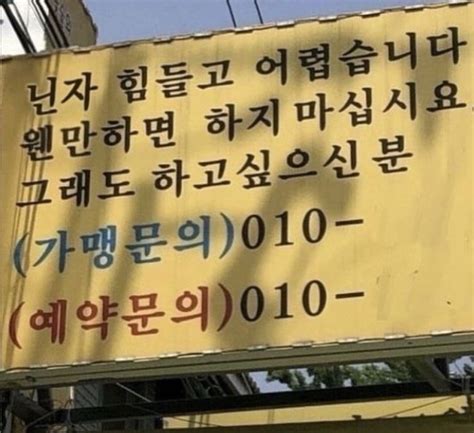 닌자 힘들고 어렵습니다
웬만하면 하지마십시요
그래도 하고싶으신분
(가맹문의)010-
(예약문의)010-